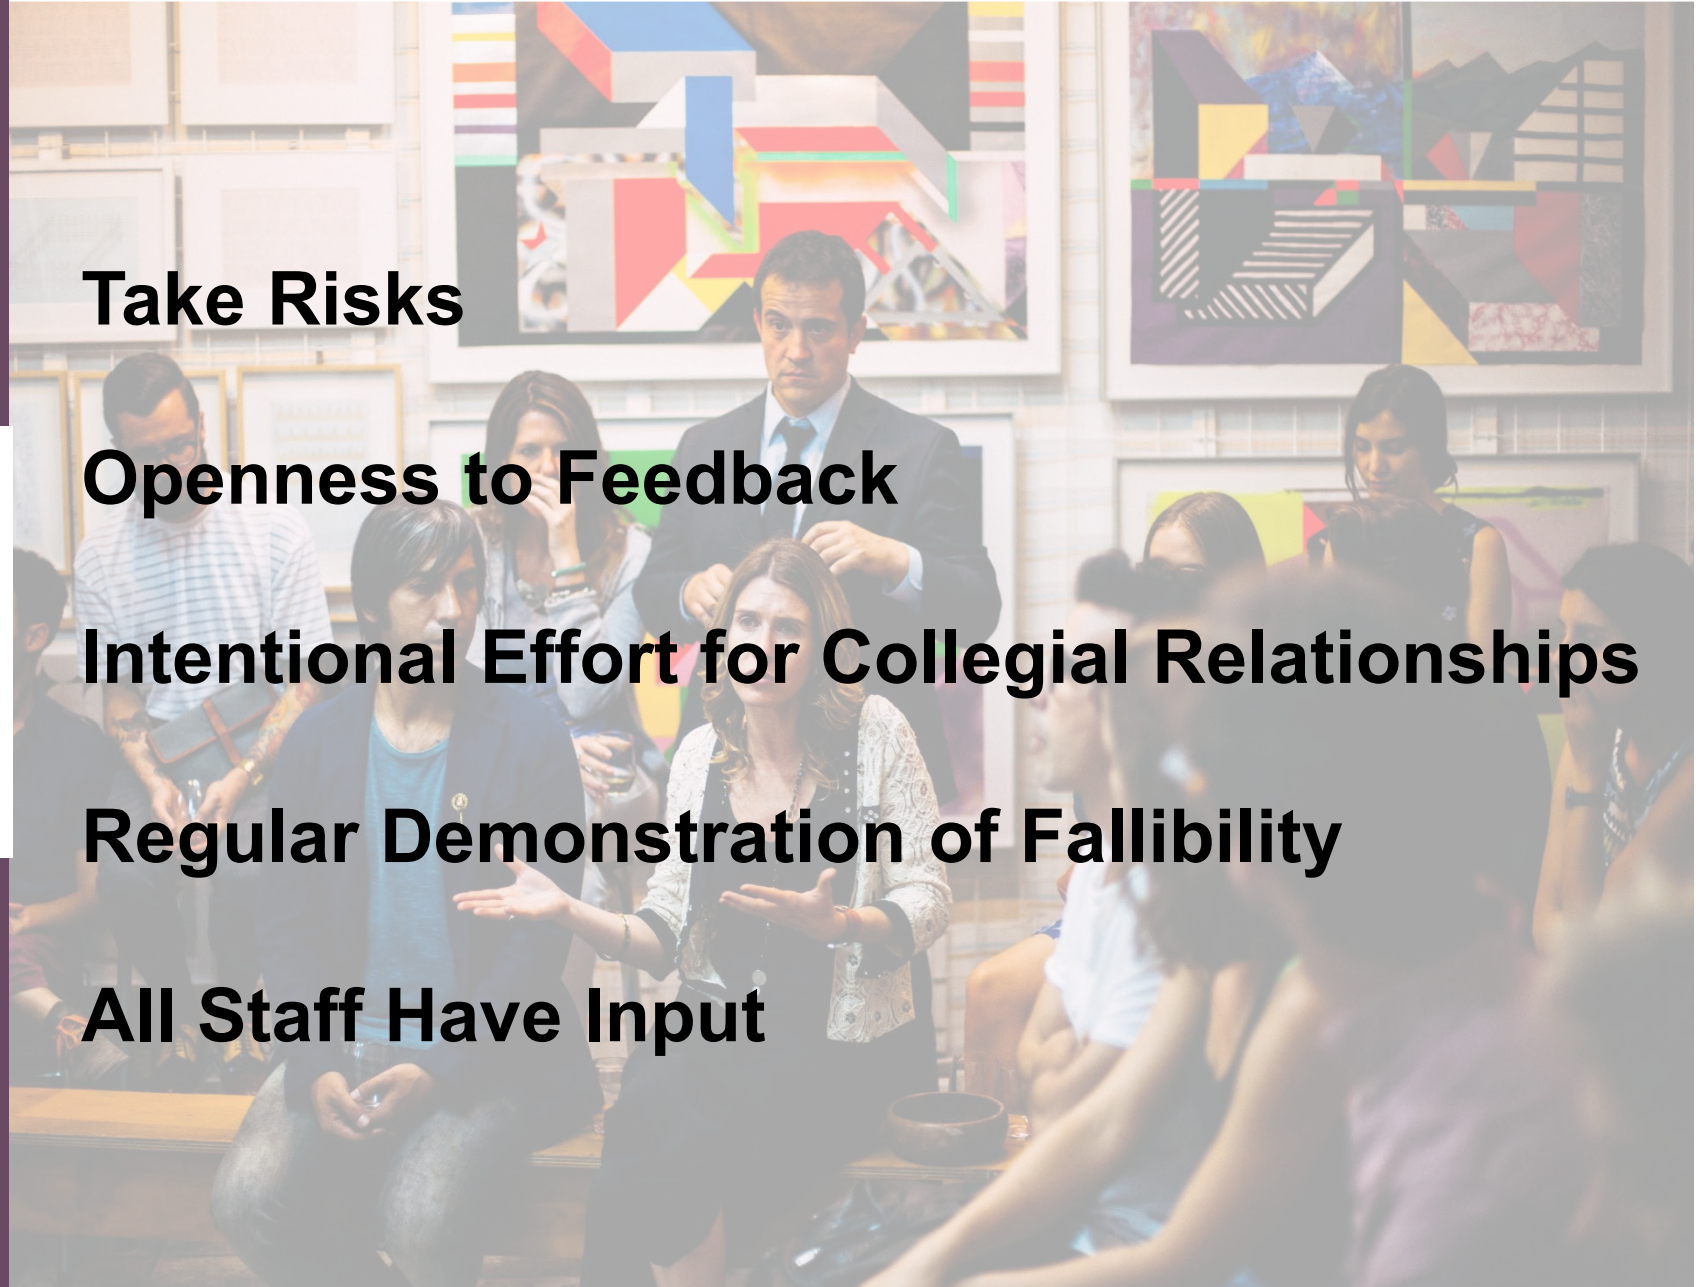 Take Risks
Openness to Feedback
Intentional Effort for Collegial Relationships
Regular Demonstration of Fallibility
All Staff Have Input